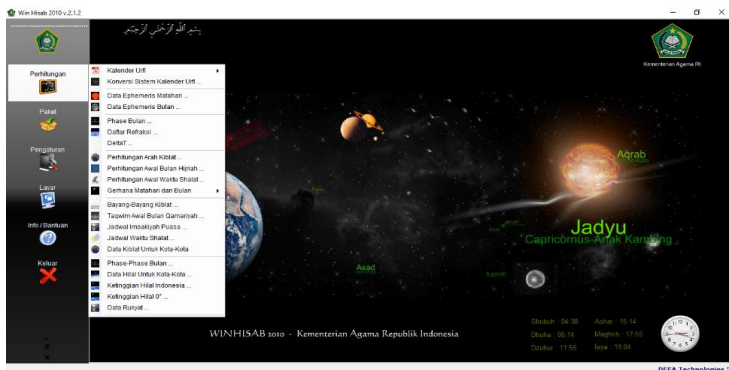 Win Hisab 2010 v.2.1.2
بِسْمِ اللهِ الرَّحْمَنِ الرَّحِيْمِ
Kementerian Agama RI
Perhitungan
Paket
Pengaturan
Layar
Info / Bantuan
Keluar
Kalender Urfi
Konversi Sistem Kalender Urfi ...
Data Ephemeris Matahari ...
Data Ephemeris Bulan ...
Phase Bulan ...
Daftar Refraksi ...
DeltaT ...
Perhitungan Arah Kiblat ...
Perhitungan Awal Bulan Hijriah ...
Perhitungan Awal Waktu Shalat ...
Gerhana Matahari dan Bulan
Bayang-Bayang Kiblat ...
Taqwim Awal Bulan Qamariyah ...
Jadwal Imsakiyah Puasa ...
Jadwal Waktu Shalat ...
Data Kiblat Untuk Kota-Kota
Phase-Phase Bulan ...
Data Hilal Untuk Kota-Kota ...
Ketinggian Hilal Indonesia ...
Ketinggian Hilal 0° ...
Data Rukyat ...
Aqrab
Jadyu
Capricornus-Anak Kambing
Asad
WINHISAB 2010 - Kementerian Agama Republik Indonesia
Shubuh : 04:38 Ashar : 15:14
Dhuha : 06:14 Maghrib : 17:56
Dzuhur : 11:56 Isya : 19:04
DEFA Technologies